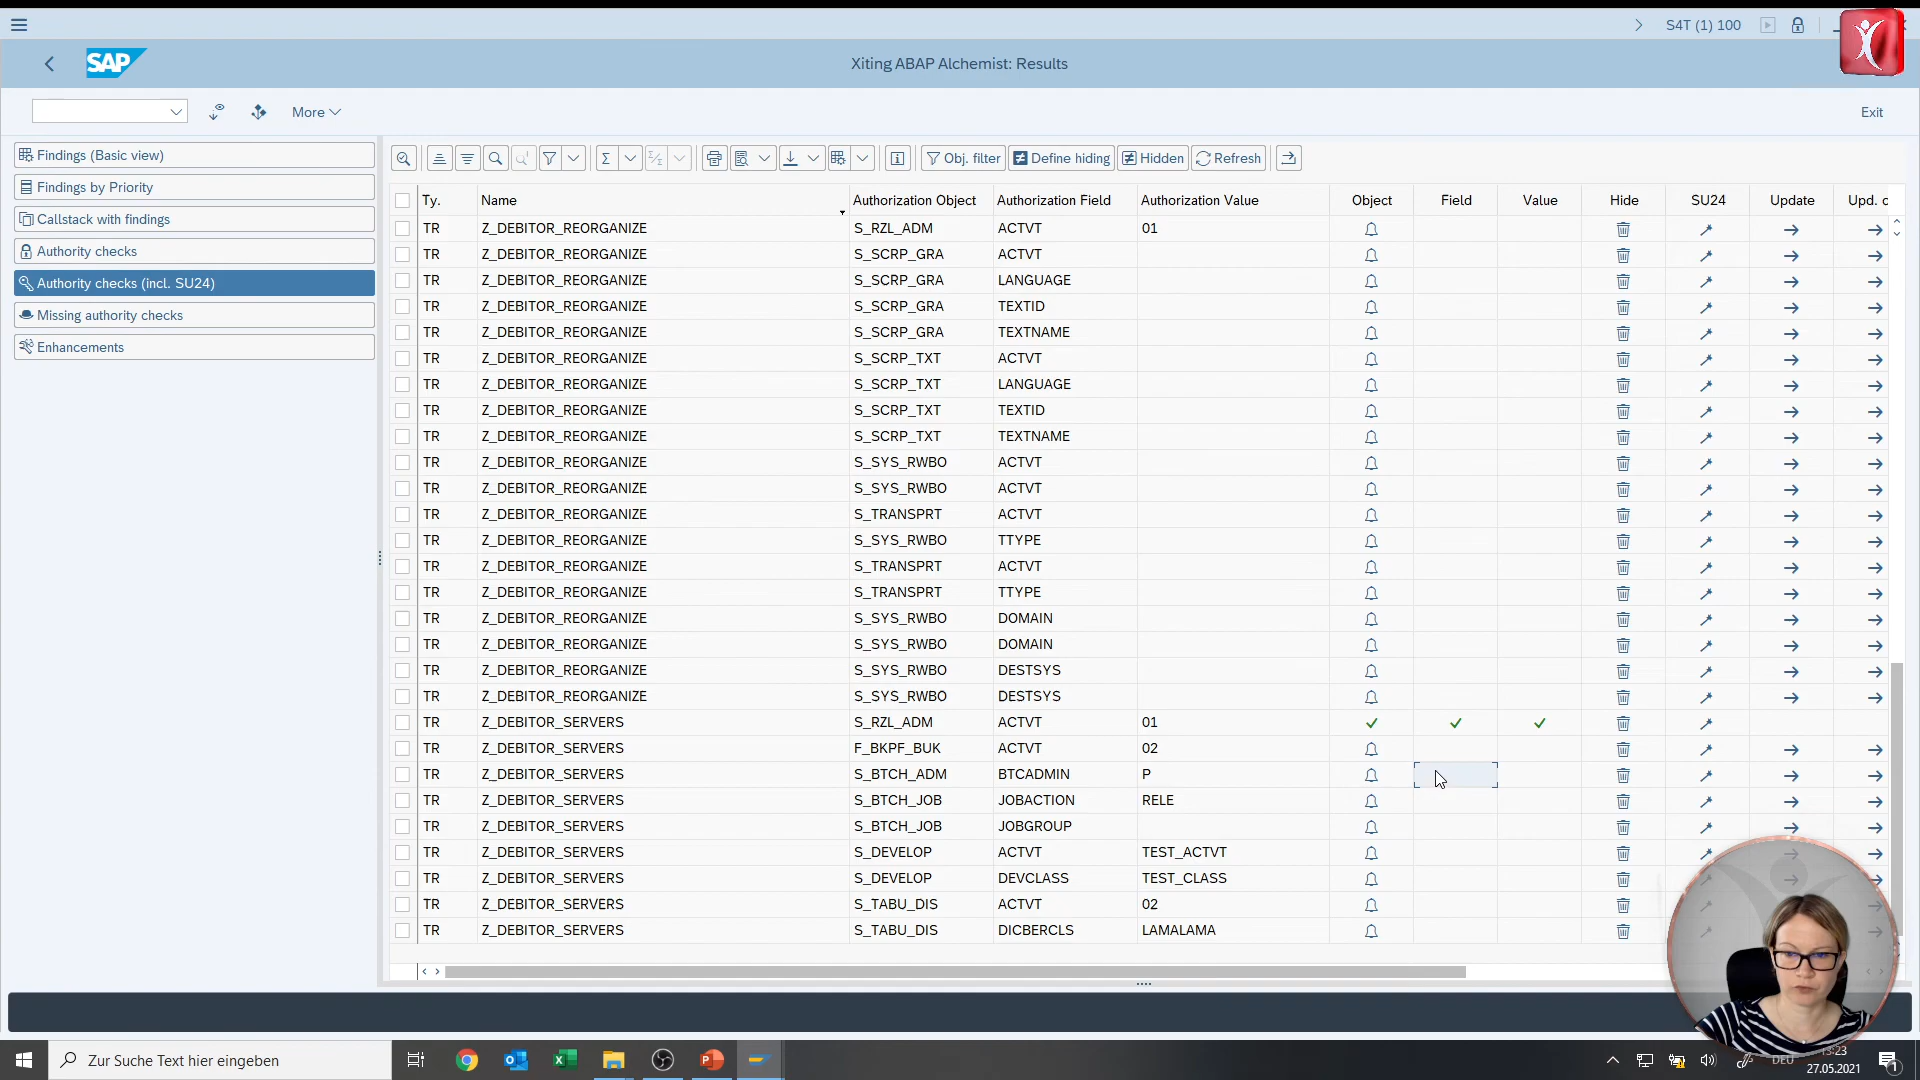 S4T (1) 100
SAP
Xiting ABAP Alchemist: Results
More
Exit
Findings (Basic view)
Findings by Priority
Callstack with findings
Authority checks
Authority checks (incl. SU24)
Missing authority checks
Enhancements
Obj. filter
Define hiding
Hidden
Refresh
Ty. Name Authorization Object Authorization Field Authorization Value Object Field Value Hide SU24 Update Upd. c
TR Z_DEBITOR_REORGANIZE S_RZL_ADM ACTVT 01
TR Z_DEBITOR_REORGANIZE S_SCRP_GRA ACTVT
TR Z_DEBITOR_REORGANIZE S_SCRP_GRA LANGUAGE
TR Z_DEBITOR_REORGANIZE S_SCRP_GRA TEXTID
TR Z_DEBITOR_REORGANIZE S_SCRP_GRA TEXTNAME
TR Z_DEBITOR_REORGANIZE S_SCRP_TXT ACTVT
TR Z_DEBITOR_REORGANIZE S_SCRP_TXT LANGUAGE
TR Z_DEBITOR_REORGANIZE S_SCRP_TXT TEXTID
TR Z_DEBITOR_REORGANIZE S_SCRP_TXT TEXTNAME
TR Z_DEBITOR_REORGANIZE S_SYS_RWBO ACTVT
TR Z_DEBITOR_REORGANIZE S_SYS_RWBO ACTVT
TR Z_DEBITOR_REORGANIZE S_TRANSPRT ACTVT
TR Z_DEBITOR_REORGANIZE S_SYS_RWBO TTYPE
TR Z_DEBITOR_REORGANIZE S_TRANSPRT ACTVT
TR Z_DEBITOR_REORGANIZE S_TRANSPRT TTYPE
TR Z_DEBITOR_REORGANIZE S_SYS_RWBO DOMAIN
TR Z_DEBITOR_REORGANIZE S_SYS_RWBO DOMAIN
TR Z_DEBITOR_REORGANIZE S_SYS_RWBO DESTSYS
TR Z_DEBITOR_REORGANIZE S_SYS_RWBO DESTSYS
TR Z_DEBITOR_SERVERS S_RZL_ADM ACTVT 01
TR Z_DEBITOR_SERVERS F_BKPF_BUK ACTVT 02
TR Z_DEBITOR_SERVERS S_BTCH_ADM BTCADMIN P
TR Z_DEBITOR_SERVERS S_BTCH_JOB JOBACTION RELE
TR Z_DEBITOR_SERVERS S_BTCH_JOB JOBGROUP
TR Z_DEBITOR_SERVERS S_DEVELOP ACTVT TEST_ACTVT
TR Z_DEBITOR_SERVERS S_DEVELOP DEVCLASS TEST_CLASS
TR Z_DEBITOR_SERVERS S_TABU_DIS ACTVT 02
TR Z_DEBITOR_SERVERS S_TABU_DIS DICBERCLS LAMALAMA
Zur Suche Text hier eingeben
DEU
27.05.2021
1